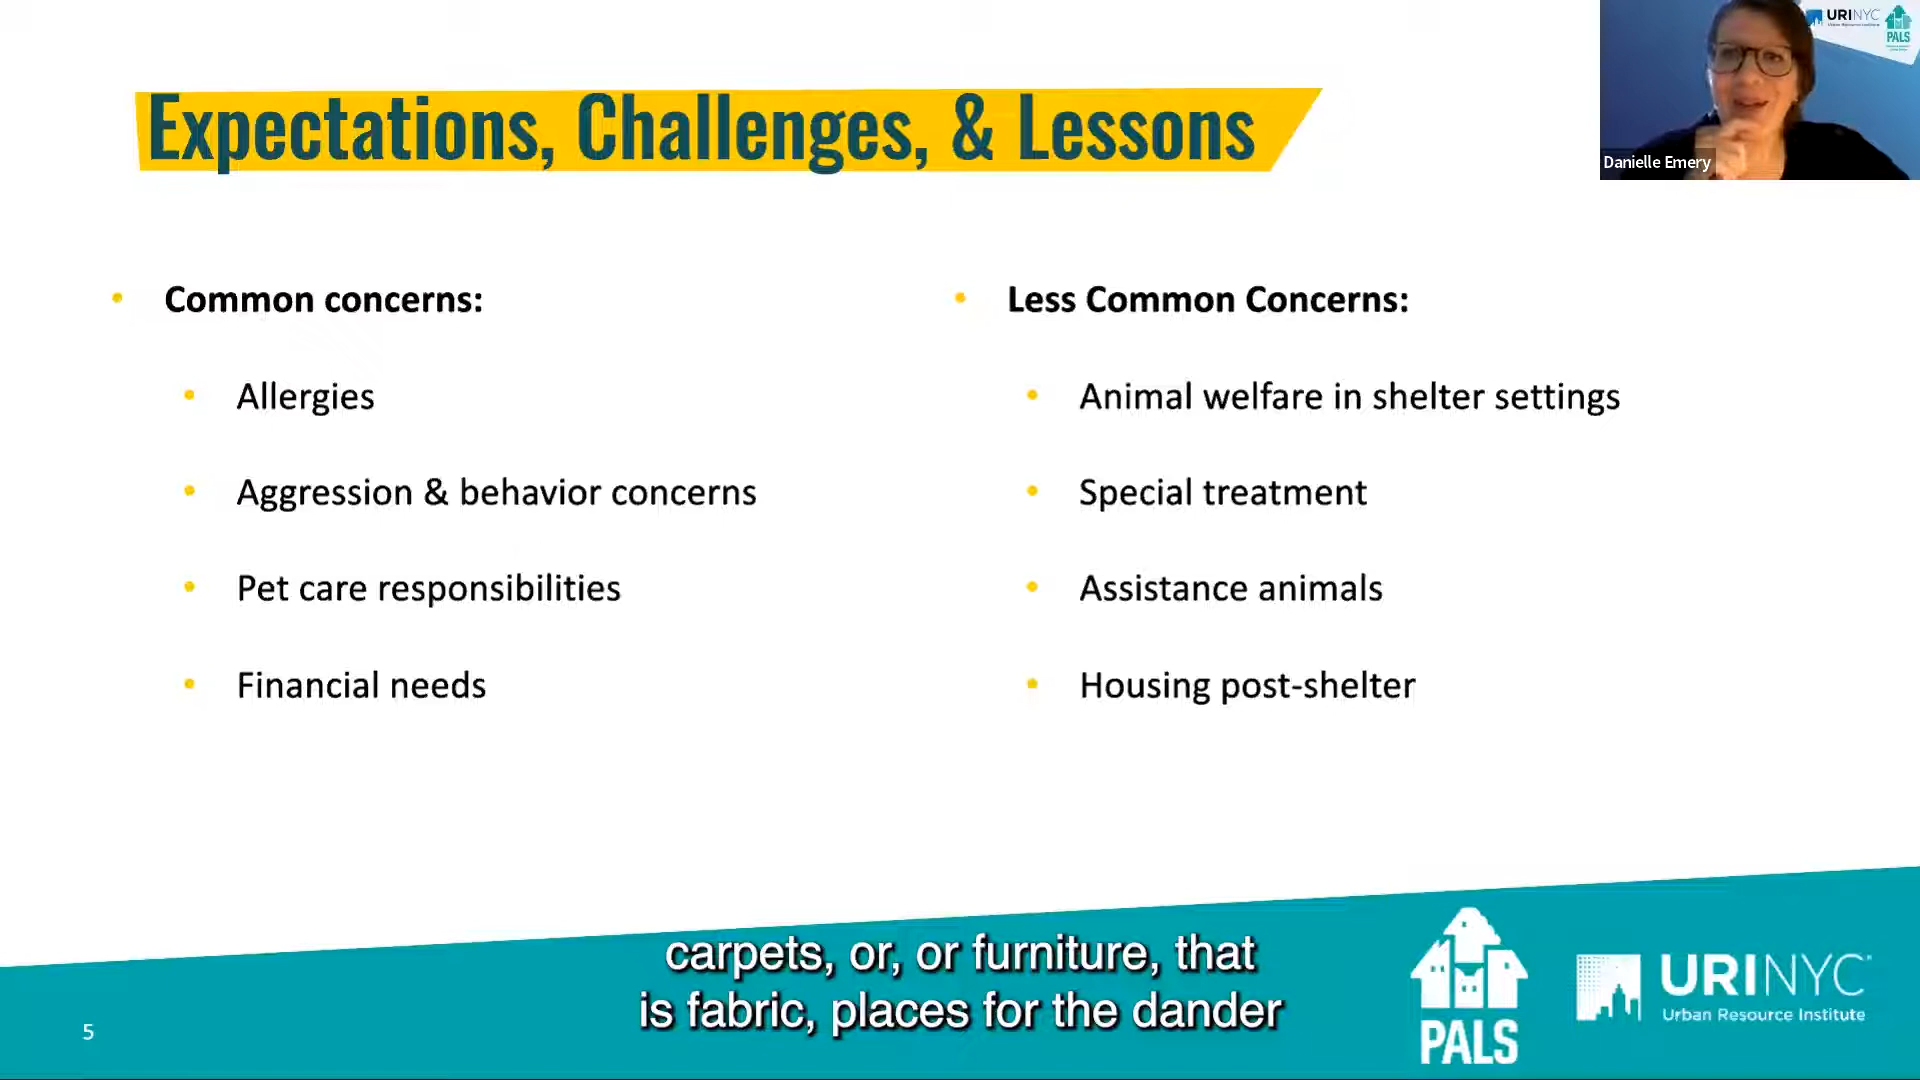 Expectations, Challenges, & Lessons
URINYC
PALS
Danielle Emery
Common concerns:
Allergies
Aggression & behavior concerns
Pet care responsibilities
Financial needs
Less Common Concerns:
Animal welfare in shelter settings
Special treatment
Assistance animals
Housing post-shelter
carpets, or, or furniture, that
is fabric, places for the dander
5
PALS
URINYC
Urban Resource Institute